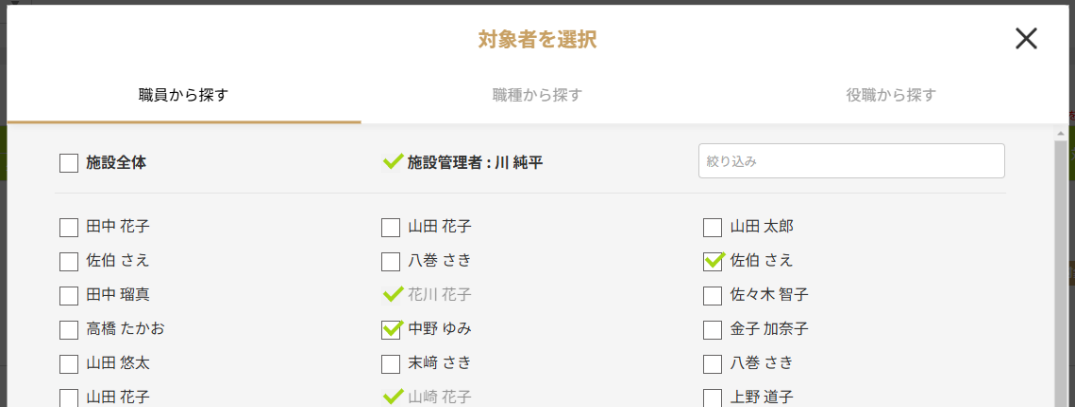 対象者を選択
職員から探す 職種から探す 役職から探す
施設全体 施設管理者 : 川 純平 絞り込み
田中 花子 山田 花子 山田 太郎
佐伯 さえ 八巻 さき 佐伯 さえ
田中 瑠真 花川 花子 佐々木 智子
高橋 たかお 中野 ゆみ 金子 加奈子
山田 悠太 末﨑 さき 八巻 さき
山田 花子 山崎 花子 上野 道子